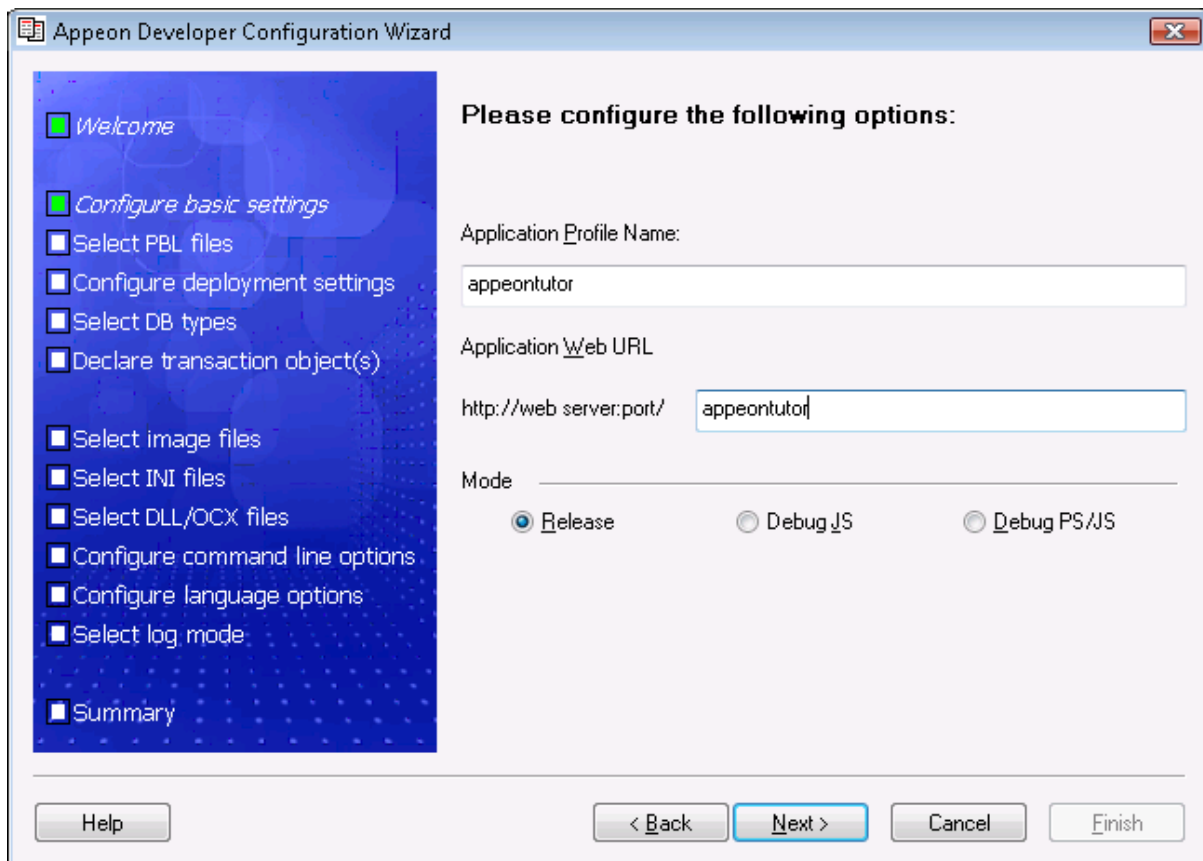 Appeon Developer Configuration Wizard
Welcome
Configure basic settings
Select PBL files
Configure deployment settings
Select DB types
Declare transaction object(s)
Select image files
Select INI files
Select DLL/OCX files
Configure command line options
Configure language options
Select log mode
Summary
Please configure the following options:
Application Profile Name:
appeontutor
Application Web URL
http://web server:port/ appeontutor
Mode
Release Debug JS Debug PS/JS
Help < Back Next > Cancel Finish